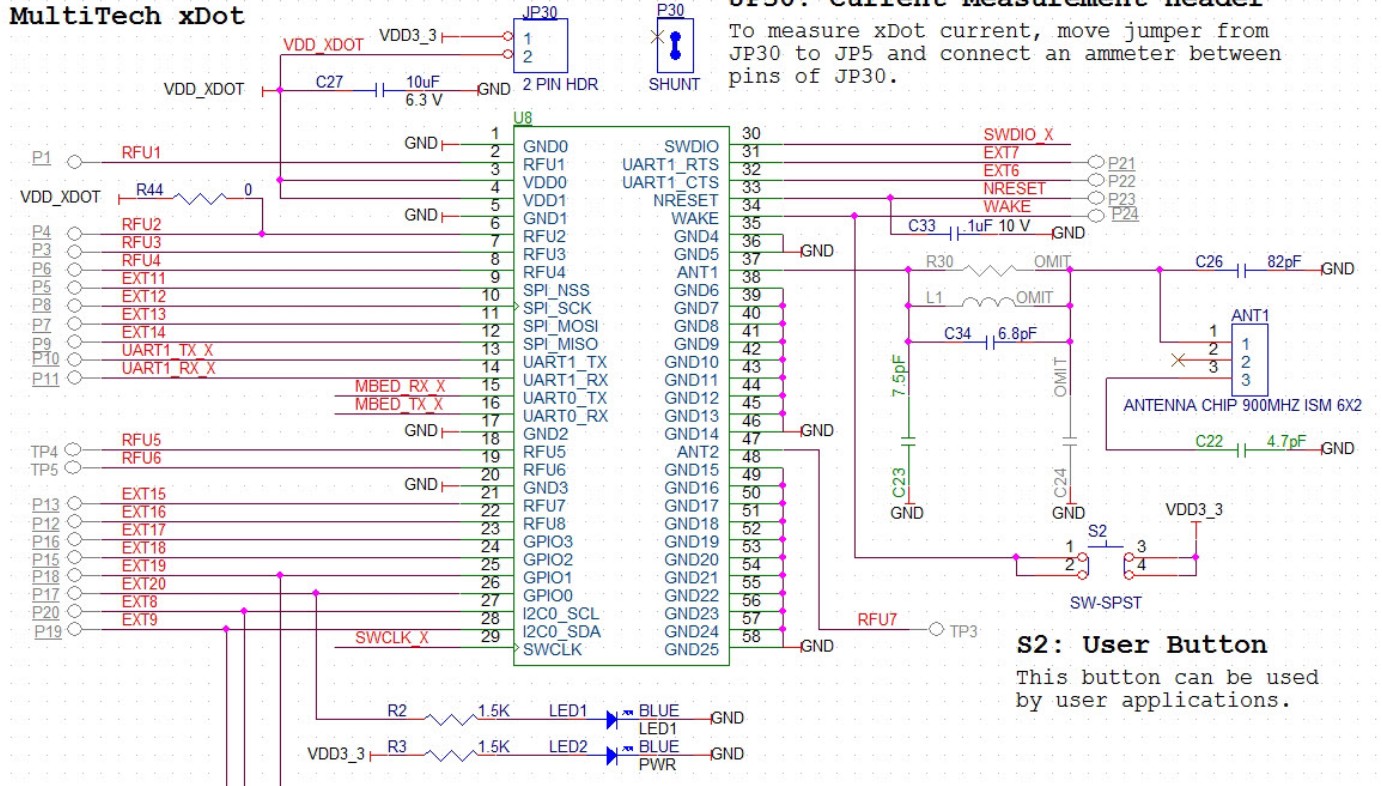 MultiTech xDot
JP30: Current Measurement Header
To measure xDot current, move jumper from
JP30 to JP5 and connect an ammeter between
pins of JP30.
JP30
VDD3_3
1
2
VDD_XDOT
2 PIN HDR
P30
SHUNT
VDD_XDOT
C27
10uF
6.3 V
GND
U8
GND 1 GND0
P1 RFU1 2 RFU1
3 VDD0
VDD_XDOT R44 0
4 VDD1
GND 5 GND1
P4 RFU2 6 RFU2
P3 RFU3 7 RFU3
P6 RFU4 8 RFU4
P5 EXT11 9 SPI_NSS
P8 EXT12 10 SPI_SCK
P7 EXT13 11 SPI_MOSI
P9 EXT14 12 SPI_MISO
P10 UART1_TX_X 13 UART1_TX
P11 UART1_RX_X 14 UART1_RX
MBED_RX_X 15 UART0_TX
MBED_TX_X 16 UART0_RX
GND 17 GND2
TP4 RFU5 18 RFU5
TP5 RFU6 19 RFU6
GND 20 GND3
P13 EXT15 21 RFU7
P12 EXT16 22 RFU8
P16 EXT17 23 GPIO3
P15 EXT18 24 GPIO2
P18 EXT19 25 GPIO1
P17 EXT20 26 GPIO0
P20 EXT8 27 I2C0_SCL
P19 EXT9 28 I2C0_SDA
SWCLK_X 29 SWCLK
SWDIO 30 SWDIO_X
UART1_RTS 31 EXT7 P21
UART1_CTS 32 EXT6 P22
NRESET 33 NRESET P23
WAKE 34 WAKE P24
GND4 35
GND5 36 GND
ANT1 37
GND6 38
GND7 39
GND8 40
GND9 41
GND10 42
GND11 43
GND12 44
GND13 45
GND14 46 GND
ANT2 47
GND15 48
GND16 49
GND17 50
GND18 51
GND19 52
GND20 53
GND21 54
GND22 55
GND23 56
GND24 57
GND25 58 GND
C33 .1uF 10 V GND
R30 OMIT
L1 OMIT
C34 6.8pF
7.5pF
C23
GND
OMIT
C24
GND
C26 82pF GND
ANT1
1 1
2 2
3 3
ANTENNA CHIP 900MHZ ISM 6X2
C22 4.7pF GND
VDD3_3
S2
1 3
2 4
SW-SPST
RFU7 TP3
S2: User Button
This button can be used
by user applications.
R2 1.5K LED1 BLUE GND
LED1
VDD3_3 R3 1.5K LED2 BLUE GND
PWR